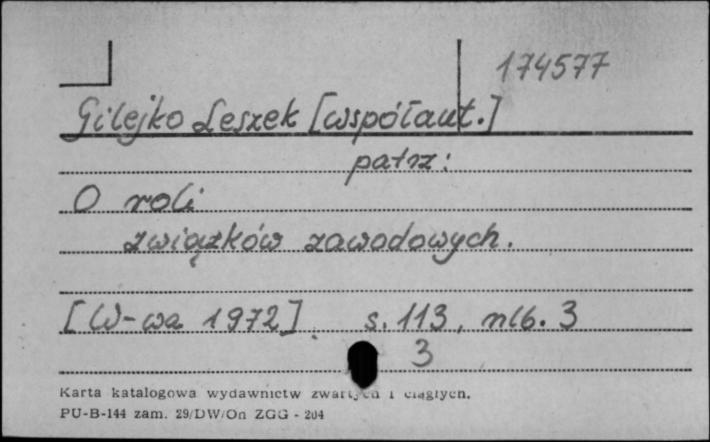 174577
Gilejko Leszek [współaut.]
patrz:
O roli
związków zawodowych.
[W-wa 1972] s. 113, nlb. 3
3
Karta katalogowa wydawnictw zwartych i ciągłych.
PU-B-144 zam. 29/DW/On ZGG - 204